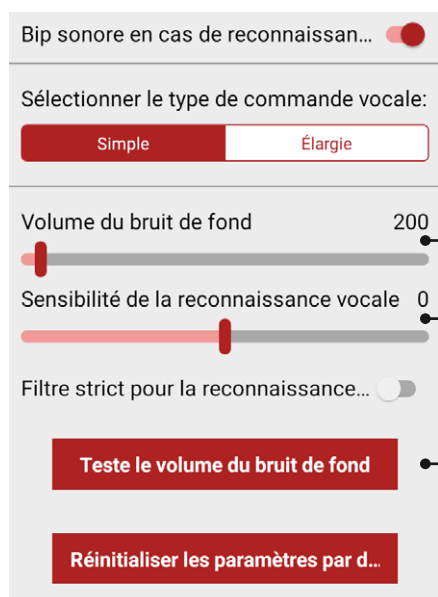 Bip sonore en cas de reconnaissan...
Sélectionner le type de commande vocale:
Simple Élargie
Volume du bruit de fond 200
Sensibilité de la reconnaissance vocale 0
Filtre strict pour la reconnaissance...
Teste le volume du bruit de fond
Réinitialiser les paramètres par d...